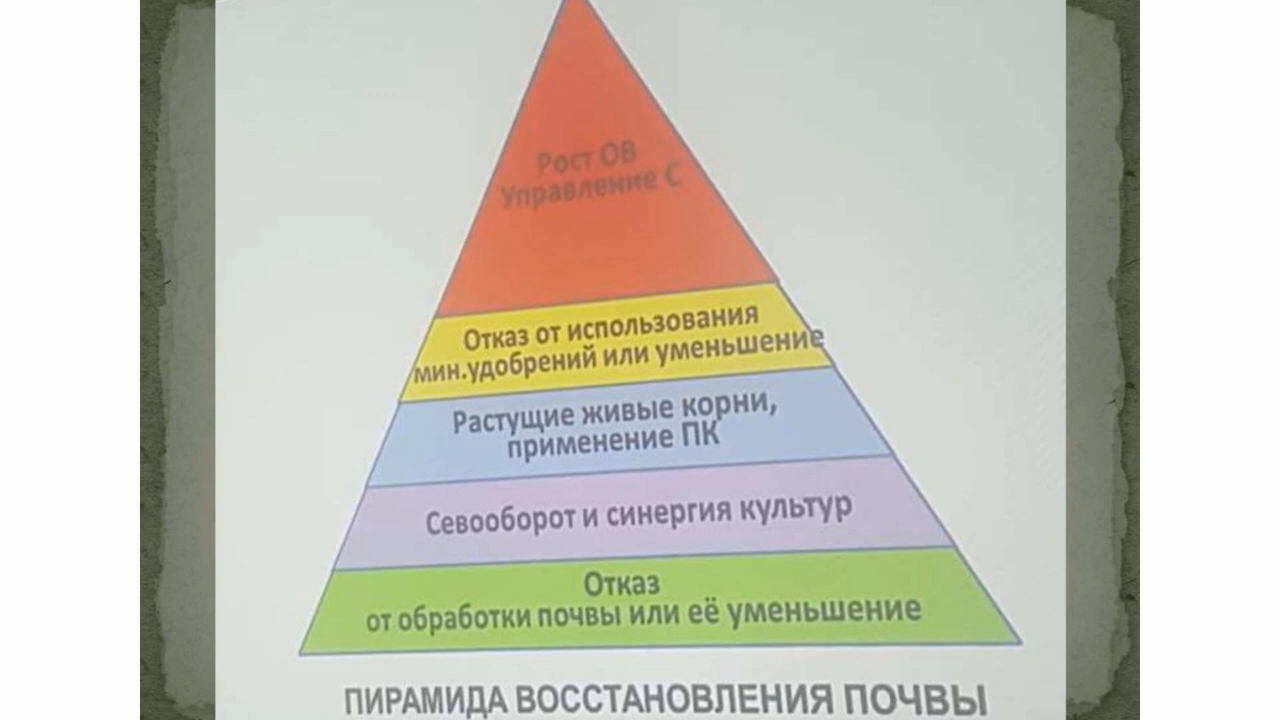 Рост ОВ
Управление С
Отказ от использования
мин.удобрений или уменьшение
Растущие живые корни,
применение ПК
Севооборот и синергия культур
Отказ
от обработки почвы или её уменьшение
ПИРАМИДА ВОССТАНОВЛЕНИЯ ПОЧВЫ